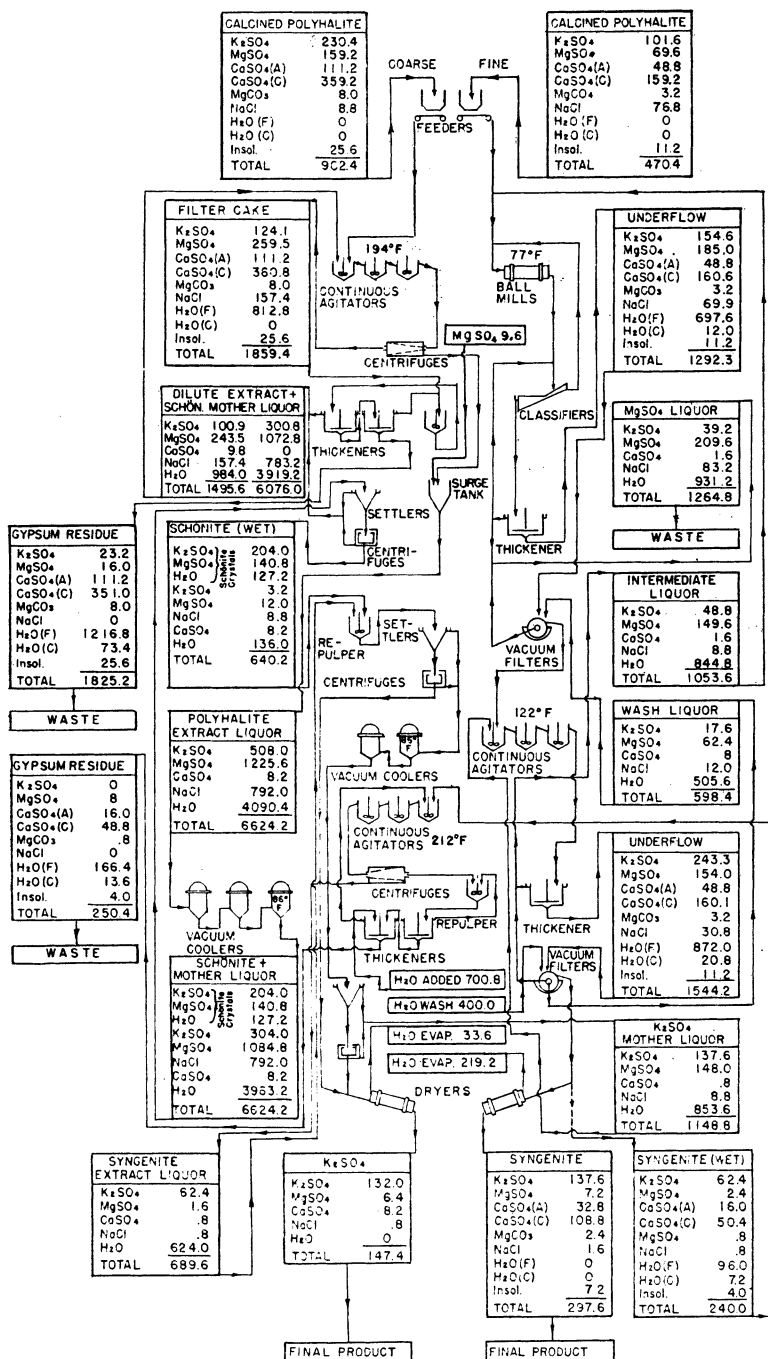 CALCINED POLYHALITE
K₂SO₄ 230.4
MgSO₄ 159.2
CaSO₄(A) 111.2
CaSO₄(C) 359.2
MgCO₃ 8.0
NaCl 8.8
H₂O (F) 0
H₂O (C) 0
Insol. 25.6
TOTAL 902.4
COARSE
FINE
FEEDERS
CALCINED POLYHALITE
K₂SO₄ 101.6
MgSO₄ 69.6
CaSO₄(A) 48.8
CaSO₄(C) 159.2
MgCO₄ 3.2
NaCl 76.8
H₂O (F) 0
H₂O (C) 0
Insol. 11.2
TOTAL 470.4
FILTER CAKE
K₂SO₄ 124.1
MgSO₄ 259.5
CaSO₄(A) 111.2
CaSO₄(C) 360.8
MgCO₃ 8.0
NaCl 157.4
H₂O(F) 812.8
H₂O(C) 0
Insol. 25.6
TOTAL 1859.4
194°F
CONTINUOUS
AGITATORS
CENTRIFUGES
77°F
BALL
MILLS
MgSO₄ 9.6
UNDERFLOW
K₂SO₄ 154.6
MgSO₄ 185.0
CaSO₄(A) 48.8
CaSO₄(C) 160.6
MgCO₃ 3.2
NaCl 69.9
H₂O(F) 697.6
H₂O(C) 12.0
Insol. 11.2
TOTAL 1292.3
DILUTE EXTRACT+
SCHÖN. MOTHER LIQUOR
K₂SO₄ 100.9 300.8
MgSO₄ 243.5 1072.8
CaSO₄ 9.8 0
NaCl 157.4 783.2
H₂O 984.0 3919.2
TOTAL 1495.6 6076.0
THICKENERS
SURGE
TANK
CLASSIFIERS
THICKENER
MgSO₄ LIQUOR
K₂SO₄ 39.2
MgSO₄ 209.6
CaSO₄ 1.6
NaCl 83.2
H₂O 931.2
TOTAL 1264.8
WASTE
SETTLERS
CENTRI-
FUGES
GYPSUM RESIDUE
K₂SO₄ 23.2
MgSO₄ 16.0
CaSO₄(A) 111.2
CaSO₄(C) 351.0
MgCO₃ 8.0
NaCl 0
H₂O(F) 1216.8
H₂O(C) 73.4
Insol. 25.6
TOTAL 1825.2
WASTE
SCHÖNITE (WET)
K₂SO₄ 204.0
MgSO₄ 140.8
H₂O 127.2
Schönite
Crystals
K₂SO₄ 3.2
MgSO₄ 12.0
NaCl 8.8
CaSO₄ 8.2
H₂O 136.0
TOTAL 640.2
RE-
PULPER
SET-
TLERS
CENTRIFUGES
VACUUM
FILTERS
INTERMEDIATE
LIQUOR
K₂SO₄ 48.8
MgSO₄ 149.6
CaSO₄ 1.6
NaCl 8.8
H₂O 844.8
TOTAL 1053.6
POLYHALITE
EXTRACT LIQUOR
K₂SO₄ 508.0
MgSO₄ 1225.6
CaSO₄ 8.2
NaCl 792.0
H₂O 4090.4
TOTAL 6624.2
85°
F
VACUUM COOLERS
122°F
CONTINUOUS
AGITATORS
WASH LIQUOR
K₂SO₄ 17.6
MgSO₄ 62.4
CaSO₄ 8
NaCl 12.0
H₂O 505.6
TOTAL 598.4
GYPSUM RESIDUE
K₂SO₄ 0
MgSO₄ 8
CaSO₄(A) 16.0
CaSO₄(C) 48.8
MgCO₃ .8
NaCl 0
H₂O(F) 166.4
H₂O(C) 13.6
Insol. 4.0
TOTAL 250.4
WASTE
86°
F
VACUUM
COOLERS
CONTINUOUS
AGITATORS 212°F
CENTRIFUGES
REPULPER
THICKENERS
THICKENER
VACUUM
FILTERS
UNDERFLOW
K₂SO₄ 243.3
MgSO₄ 154.0
CaSO₄(A) 48.8
CaSO₄(C) 160.1
MgCO₃ 3.2
NaCl 30.8
H₂O(F) 872.0
H₂O(C) 20.8
Insol. 11.2
TOTAL 1544.2
SCHÖNITE +
MOTHER LIQUOR
K₂SO₄ 204.0
MgSO₄ 140.8
H₂O 127.2
Schönite
Crystals
K₂SO₄ 304.0
MgSO₄ 1084.8
NaCl 792.0
CaSO₄ 8.2
H₂O 3963.2
TOTAL 6624.2
H₂O ADDED 700.8
H₂O WASH 400.0
H₂O EVAP. 33.6
H₂O EVAP. 219.2
DRYERS
K₂SO₄
MOTHER LIQUOR
K₂SO₄ 137.6
MgSO₄ 148.0
CaSO₄ .8
NaCl 8.8
H₂O 853.6
TOTAL 1148.8
SYNGENITE
EXTRACT LIQUOR
K₂SO₄ 62.4
MgSO₄ 1.6
CaSO₄ .8
NaCl .8
H₂O 624.0
TOTAL 689.6
K₂SO₄
K₂SO₄ 132.0
MgSO₄ 6.4
CaSO₄ 8.2
NaCl .8
H₂O 0
TOTAL 147.4
FINAL PRODUCT
SYNGENITE
K₂SO₄ 137.6
MgSO₄ 7.2
CaSO₄(A) 32.8
CaSO₄(C) 108.8
MgCO₃ 2.4
NaCl 1.6
H₂O(F) 0
H₂O(C) 0
Insol. 7.2
TOTAL 297.6
FINAL PRODUCT
SYNGENITE (WET)
K₂SO₄ 62.4
MgSO₄ 2.4
CaSO₄(A) 16.0
CaSO₄(C) 50.4
MgSO₄ .8
NaCl .8
H₂O(F) 96.0
H₂O(C) 7.2
Insol. 4.0
TOTAL 240.0